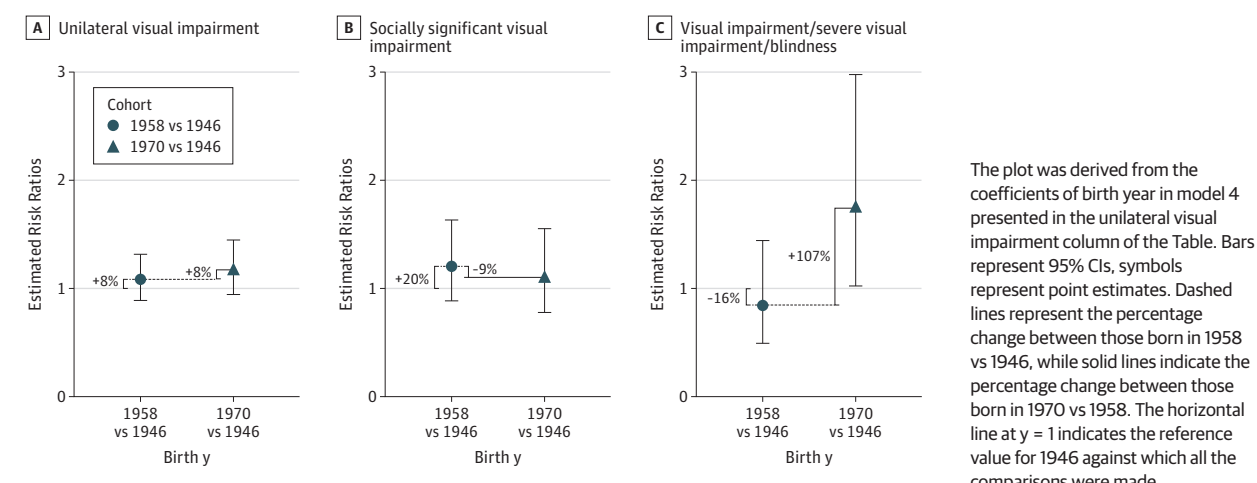 A Unilateral visual impairment
3
2
1
0
Estimated Risk Ratios
Cohort
1958 vs 1946
1970 vs 1946
+8%
+8%
1958
vs 1946
1970
vs 1946
Birth y
B Socially significant visual
impairment
3
2
1
0
Estimated Risk Ratios
+20%
-9%
1958
vs 1946
1970
vs 1946
Birth y
C Visual impairment/severe visual
impairment/blindness
3
2
1
0
Estimated Risk Ratios
-16%
+107%
1958
vs 1946
1970
vs 1946
Birth y
The plot was derived from the
coefficients of birth year in model 4
presented in the unilateral visual
impairment column of the Table. Bars
represent 95% CIs, symbols
represent point estimates. Dashed
lines represent the percentage
change between those born in 1958
vs 1946, while solid lines indicate the
percentage change between those
born in 1970 vs 1958. The horizontal
line at y = 1 indicates the reference
value for 1946 against which all the
comparisons were made